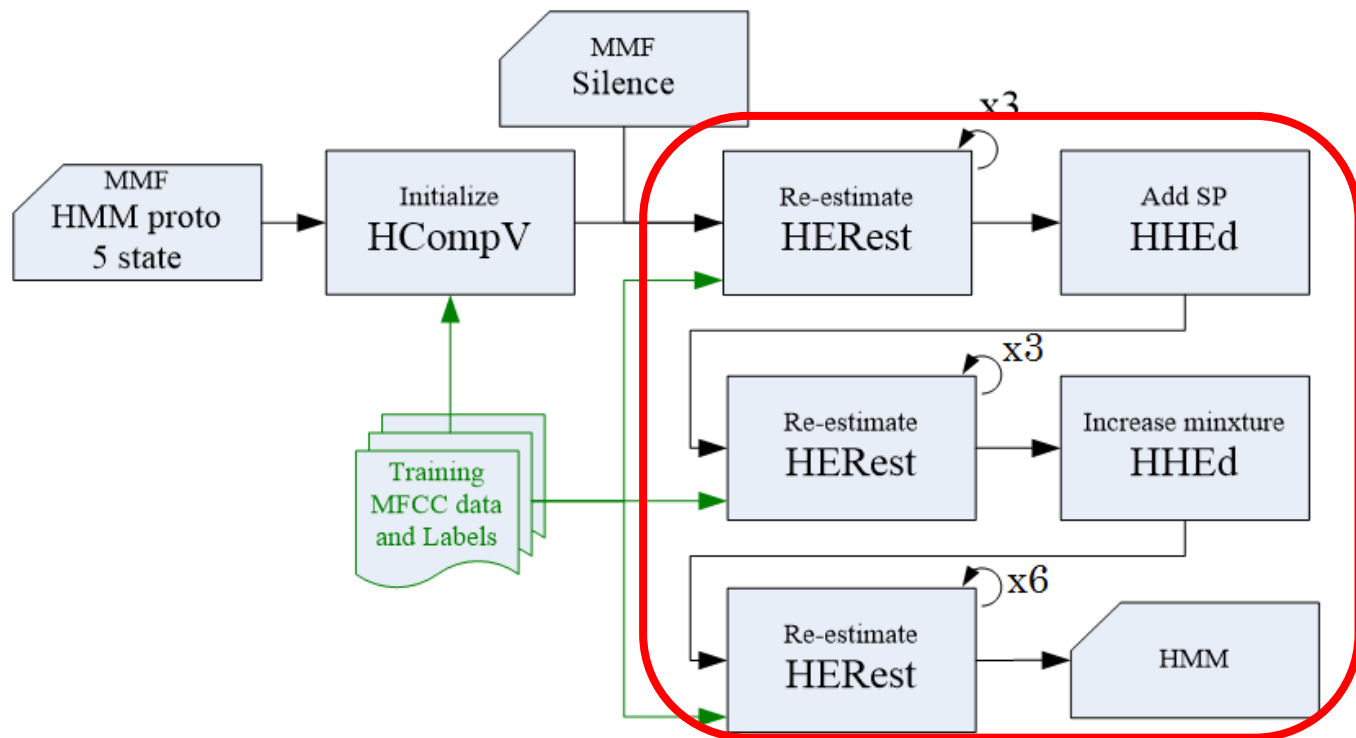 MMF
Silence
x3
MMF
HMM proto
5 state
Initialize
HCompV
Re-estimate
HERest
Add SP
HHEd
x3
Re-estimate
HERest
Increase minxture
HHEd
Training
MFCC data
and Labels
x6
Re-estimate
HERest
HMM